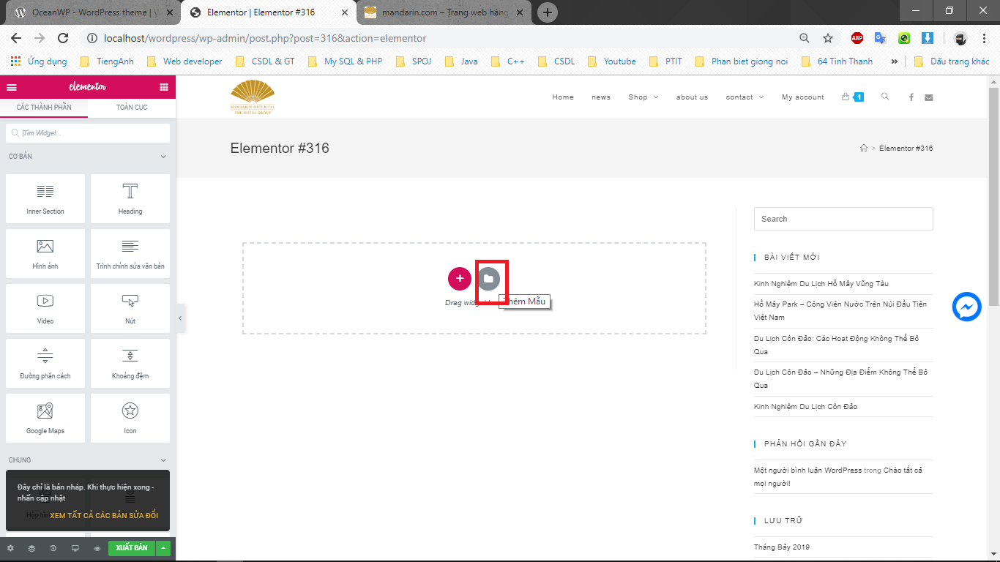 OceanWP - WordPress theme |
Elementor | Elementor #316
mandarin.com – Trang web hàng
localhost/wordpress/wp-admin/post.php?post=316&action=elementor
ABP
Ứng dụng
TiengAnh
Web developer
CSDL & GT
My SQL & PHP
SPOJ
Java
C++
CSDL
Youtube
PTIT
Phan biet giong noi
64 Tinh Thanh
»
Dấu trang khác
elementor
CÁC THÀNH PHẦN
TOÀN CỤC
Tìm Widget...
CƠ BẢN
Inner Section
Heading
Hình ảnh
Trình chỉnh sửa văn bản
Video
Nút
Đường phân cách
Khoảng đệm
Google Maps
Icon
CHUNG
Đây chỉ là bản nháp. Khi thực hiện xong -
nhấn cập nhật
XEM TẤT CẢ CÁC BẢN SỬA ĐỔI
XUẤT BẢN
MANDARIN ORIENTAL
THE HOTEL GROUP
Home
news
Shop
about us
contact
My account
1
Elementor #316
> Elementor #316
Drag
Thêm Mẫu
Search
BÀI VIẾT MỚI
Kinh Nghiệm Du Lịch Hồ Mây Vũng Tàu
Hồ Mây Park – Công Viên Nước Trên Núi Đầu Tiên
Việt Nam
Du Lịch Côn Đảo: Các Hoạt Động Không Thể Bỏ
Qua
Du Lịch Côn Đảo – Những Địa Điểm Không Thể Bỏ
Qua
Kinh Nghiệm Du Lịch Côn Đảo
PHẢN HỒI GẦN ĐÂY
Một người bình luận WordPress trong Chào tất cả
mọi người!
LƯU TRỮ
Tháng Bảy 2019